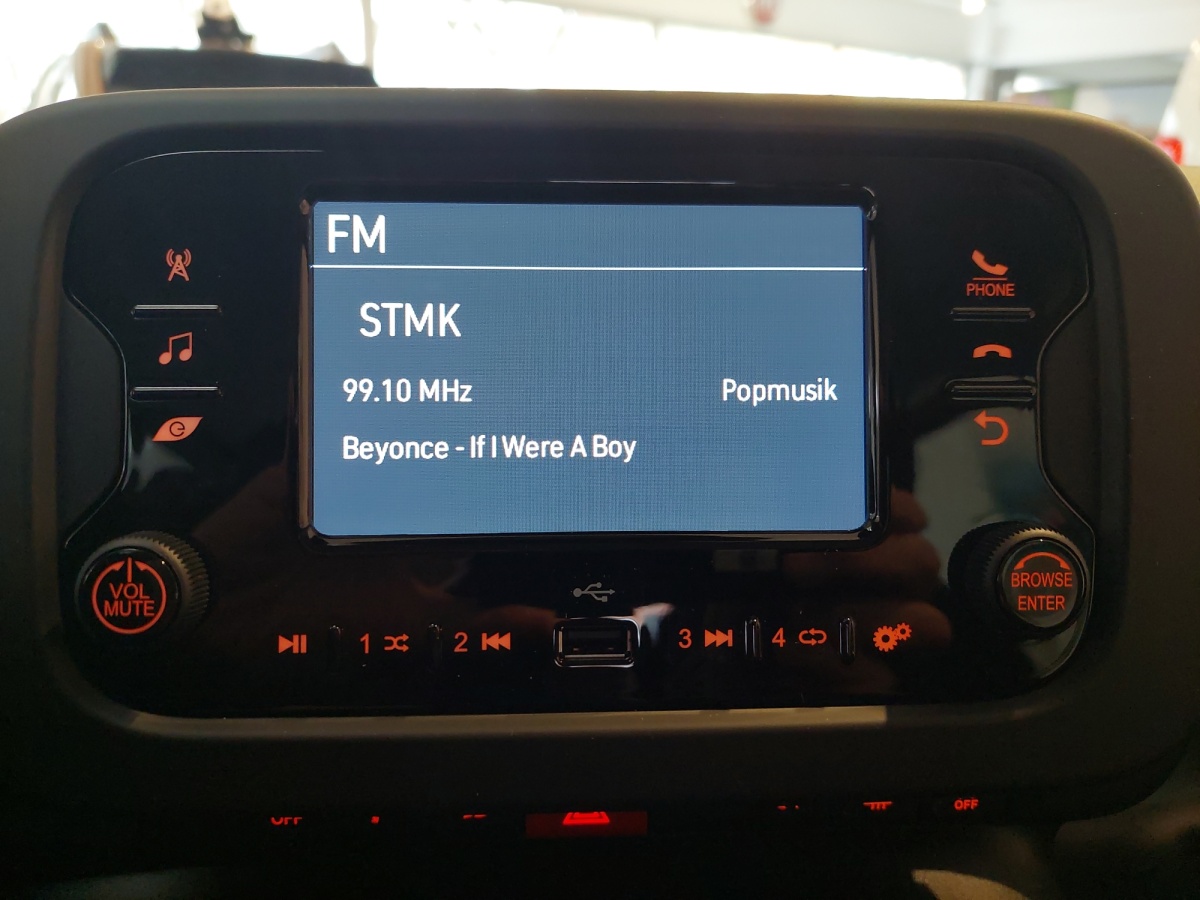 FM
STMK
99.10 MHz Popmusik
Beyonce - If I Were A Boy
PHONE
VOL
MUTE
BROWSE
ENTER
1 2 3 4
OFF
OFF